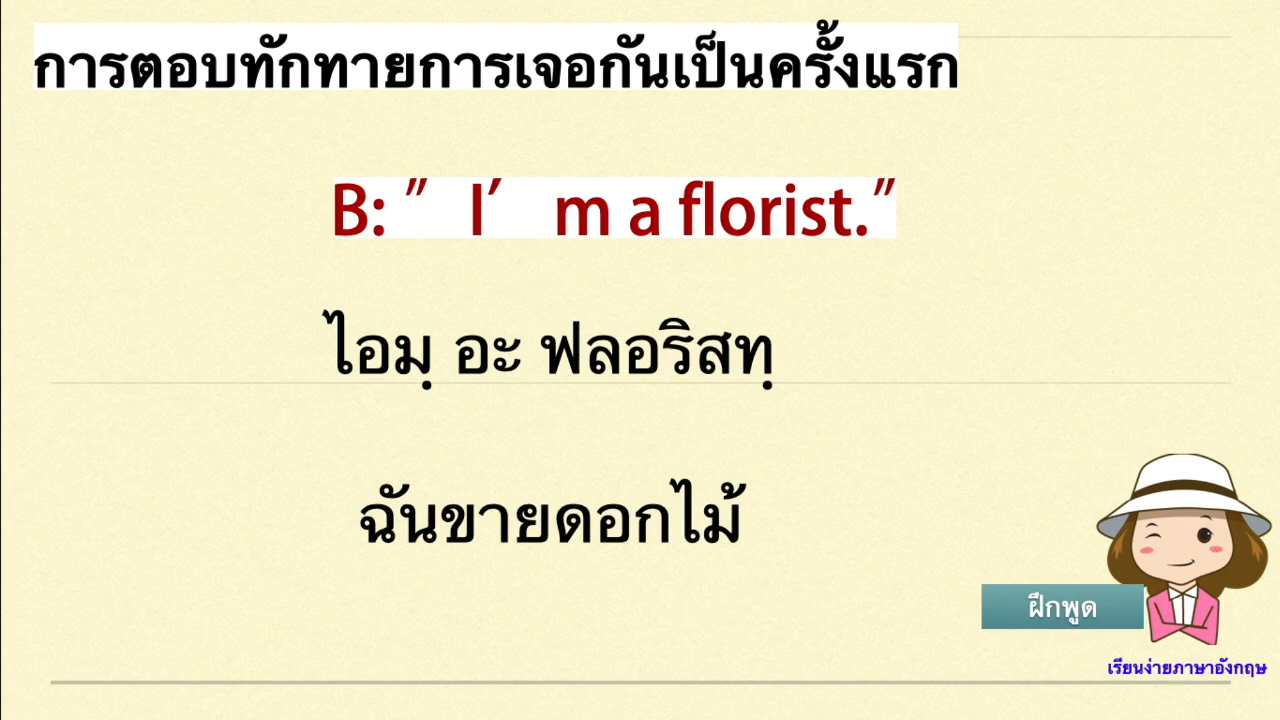 การตอบทักทายการเจอกันเป็นครั้งแรก
B: ” I’ m a florist.”
ไอมฺ อะ ฟลอริสทฺ
ฉันขายดอกไม้
ฝึกพูด
เรียนง่ายภาษาอังกฤษ